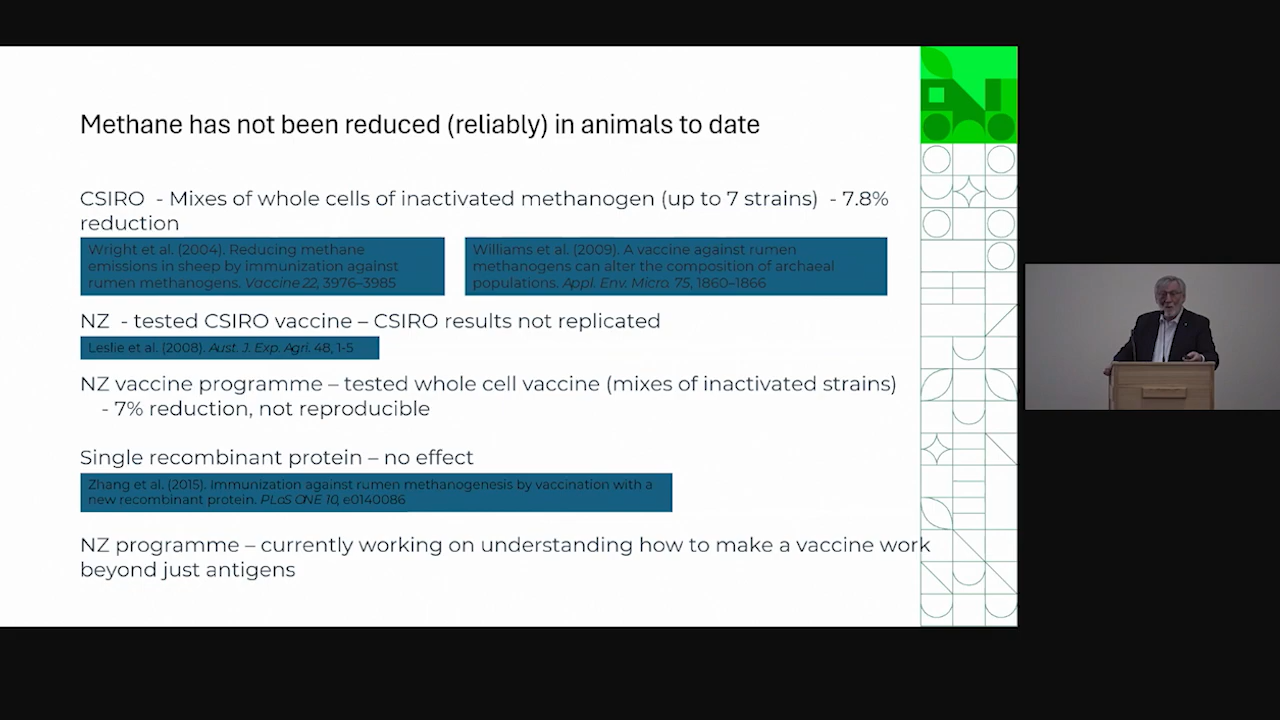 Methane has not been reduced (reliably) in animals to date
CSIRO - Mixes of whole cells of inactivated methanogen (up to 7 strains) - 7.8%
reduction
Wright et al. (2004). Reducing methane
emissions in sheep by immunization against
rumen methanogens. Vaccine 22, 3976–3985
Williams et al. (2009). A vaccine against rumen
methanogens can alter the composition of archaeal
populations. Appl. Env. Micro. 75, 1860–1866
NZ - tested CSIRO vaccine – CSIRO results not replicated
Leslie et al. (2008). Aust. J. Exp. Agri. 48, 1-5
NZ vaccine programme – tested whole cell vaccine (mixes of inactivated strains)
- 7% reduction, not reproducible
Single recombinant protein – no effect
Zhang et al. (2015). Immunization against rumen methanogenesis by vaccination with a
new recombinant protein. PLoS ONE 10, e0140086
NZ programme – currently working on understanding how to make a vaccine work
beyond just antigens